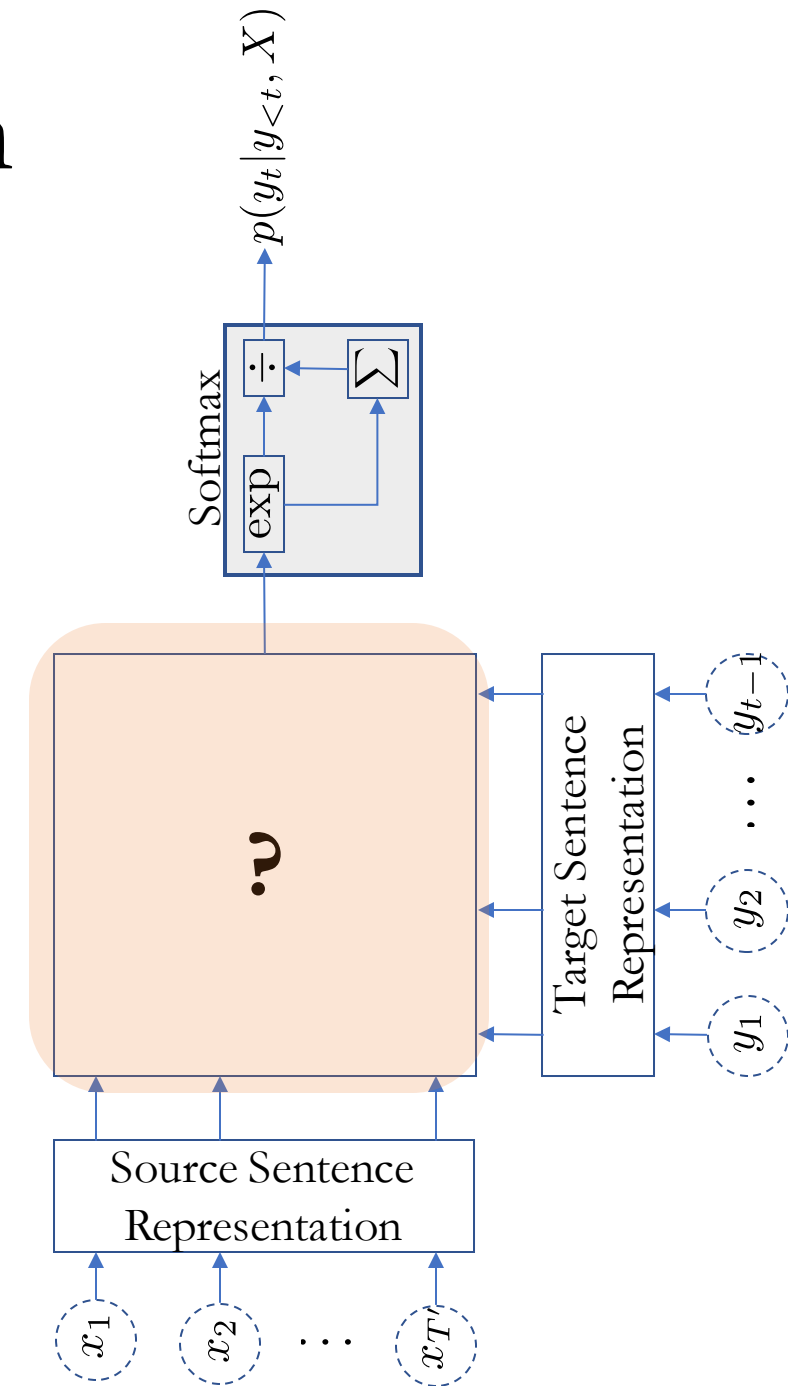 n
p(y_t|y_{<t}, X)
Softmax
exp
÷
Σ
?
Source Sentence
Representation
x_1
x_2
...
x_{T'}
Target Sentence
Representation
y_1
y_2
...
y_{t-1}